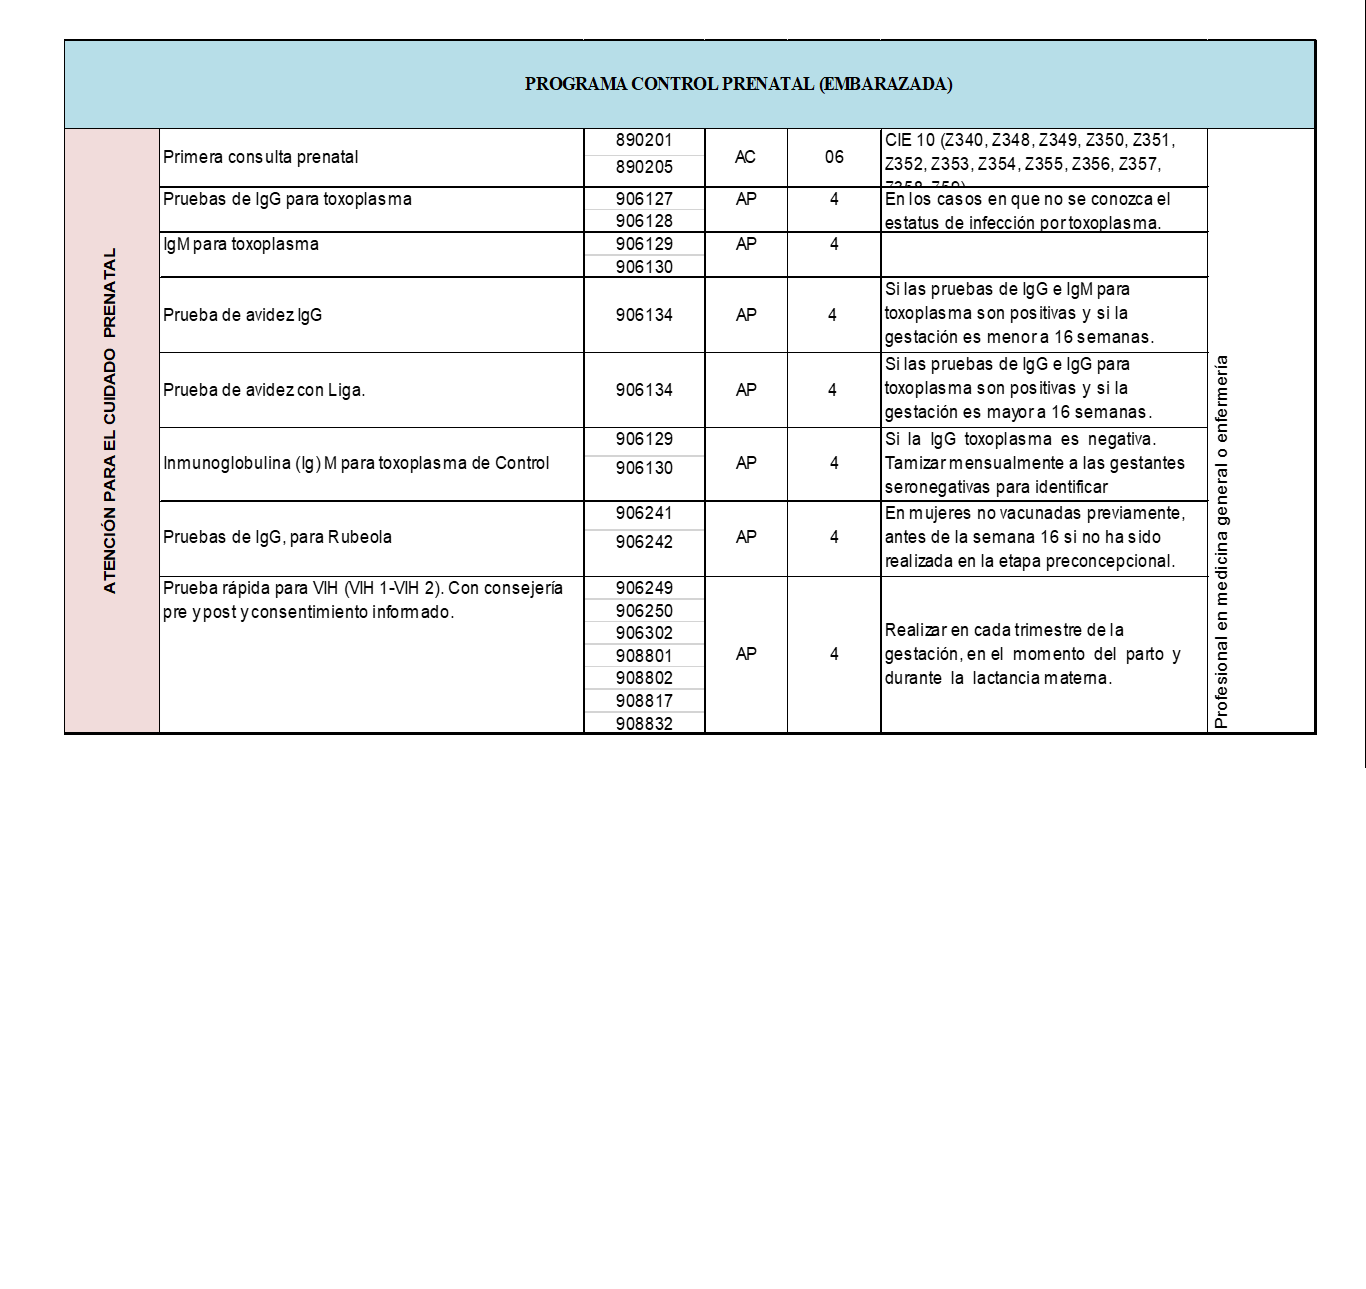 PROGRAMA CONTROL PRENATAL (EMBARAZADA)
ATENCIÓN PARA EL CUIDADO PRENATAL
Primera consulta prenatal
890201
890205
AC
06
CIE 10 (Z340, Z348, Z349, Z350, Z351,
Z352, Z353, Z354, Z355, Z356, Z357,
Pruebas de IgG para toxoplasma
906127
906128
AP
4
En los casos en que no se conozca el
estatus de infección por toxoplasma.
IgM para toxoplasma
906129
906130
AP
4
Prueba de avidez IgG
906134
AP
4
Si las pruebas de IgG e IgM para
toxoplasma son positivas y si la
gestación es menor a 16 semanas.
Prueba de avidez con Liga.
906134
AP
4
Si las pruebas de IgG e IgG para
toxoplasma son positivas y si la
gestación es mayor a 16 semanas.
Inmunoglobulina (Ig) M para toxoplasma de Control
906129
906130
AP
4
Si la IgG toxoplasma es negativa.
Tamizar mensualmente a las gestantes
seronegativas para identificar
Pruebas de IgG, para Rubeola
906241
906242
AP
4
En mujeres no vacunadas previamente,
antes de la semana 16 si no ha sido
realizada en la etapa preconcepcional.
Prueba rápida para VIH (VIH 1-VIH 2). Con consejería
pre y post y consentimiento informado.
906249
906250
906302
908801
908802
908817
908832
AP
4
Realizar en cada trimestre de la
gestación, en el momento del parto y
durante la lactancia materna.
Profesional en medicina general o enfermería